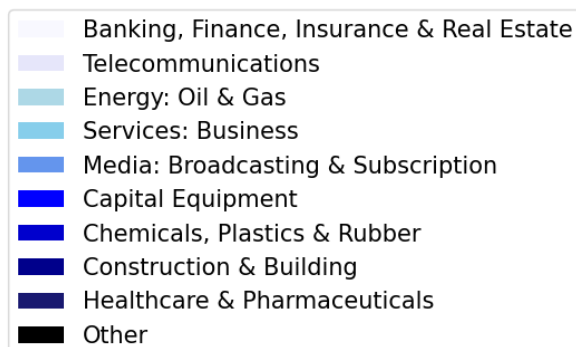 Banking, Finance, Insurance & Real Estate
Telecommunications
Energy: Oil & Gas
Services: Business
Media: Broadcasting & Subscription
Capital Equipment
Chemicals, Plastics & Rubber
Construction & Building
Healthcare & Pharmaceuticals
Other